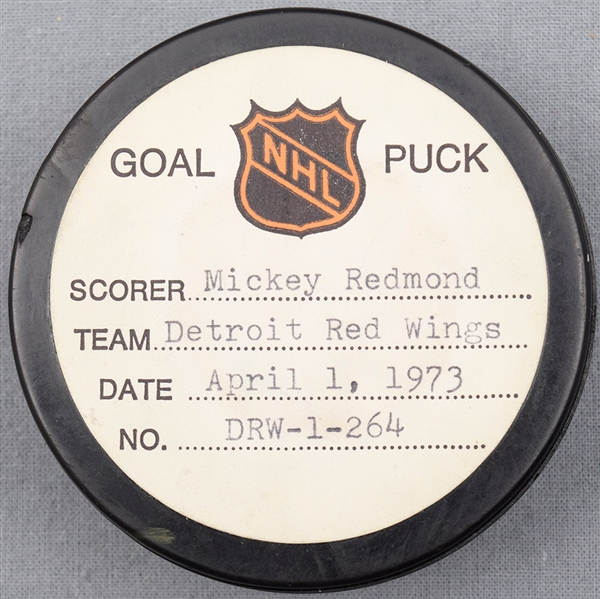 GOAL NHL PUCK
SCORER Mickey Redmond
TEAM Detroit Red Wings
DATE April 1, 1973
NO. DRW-1-264